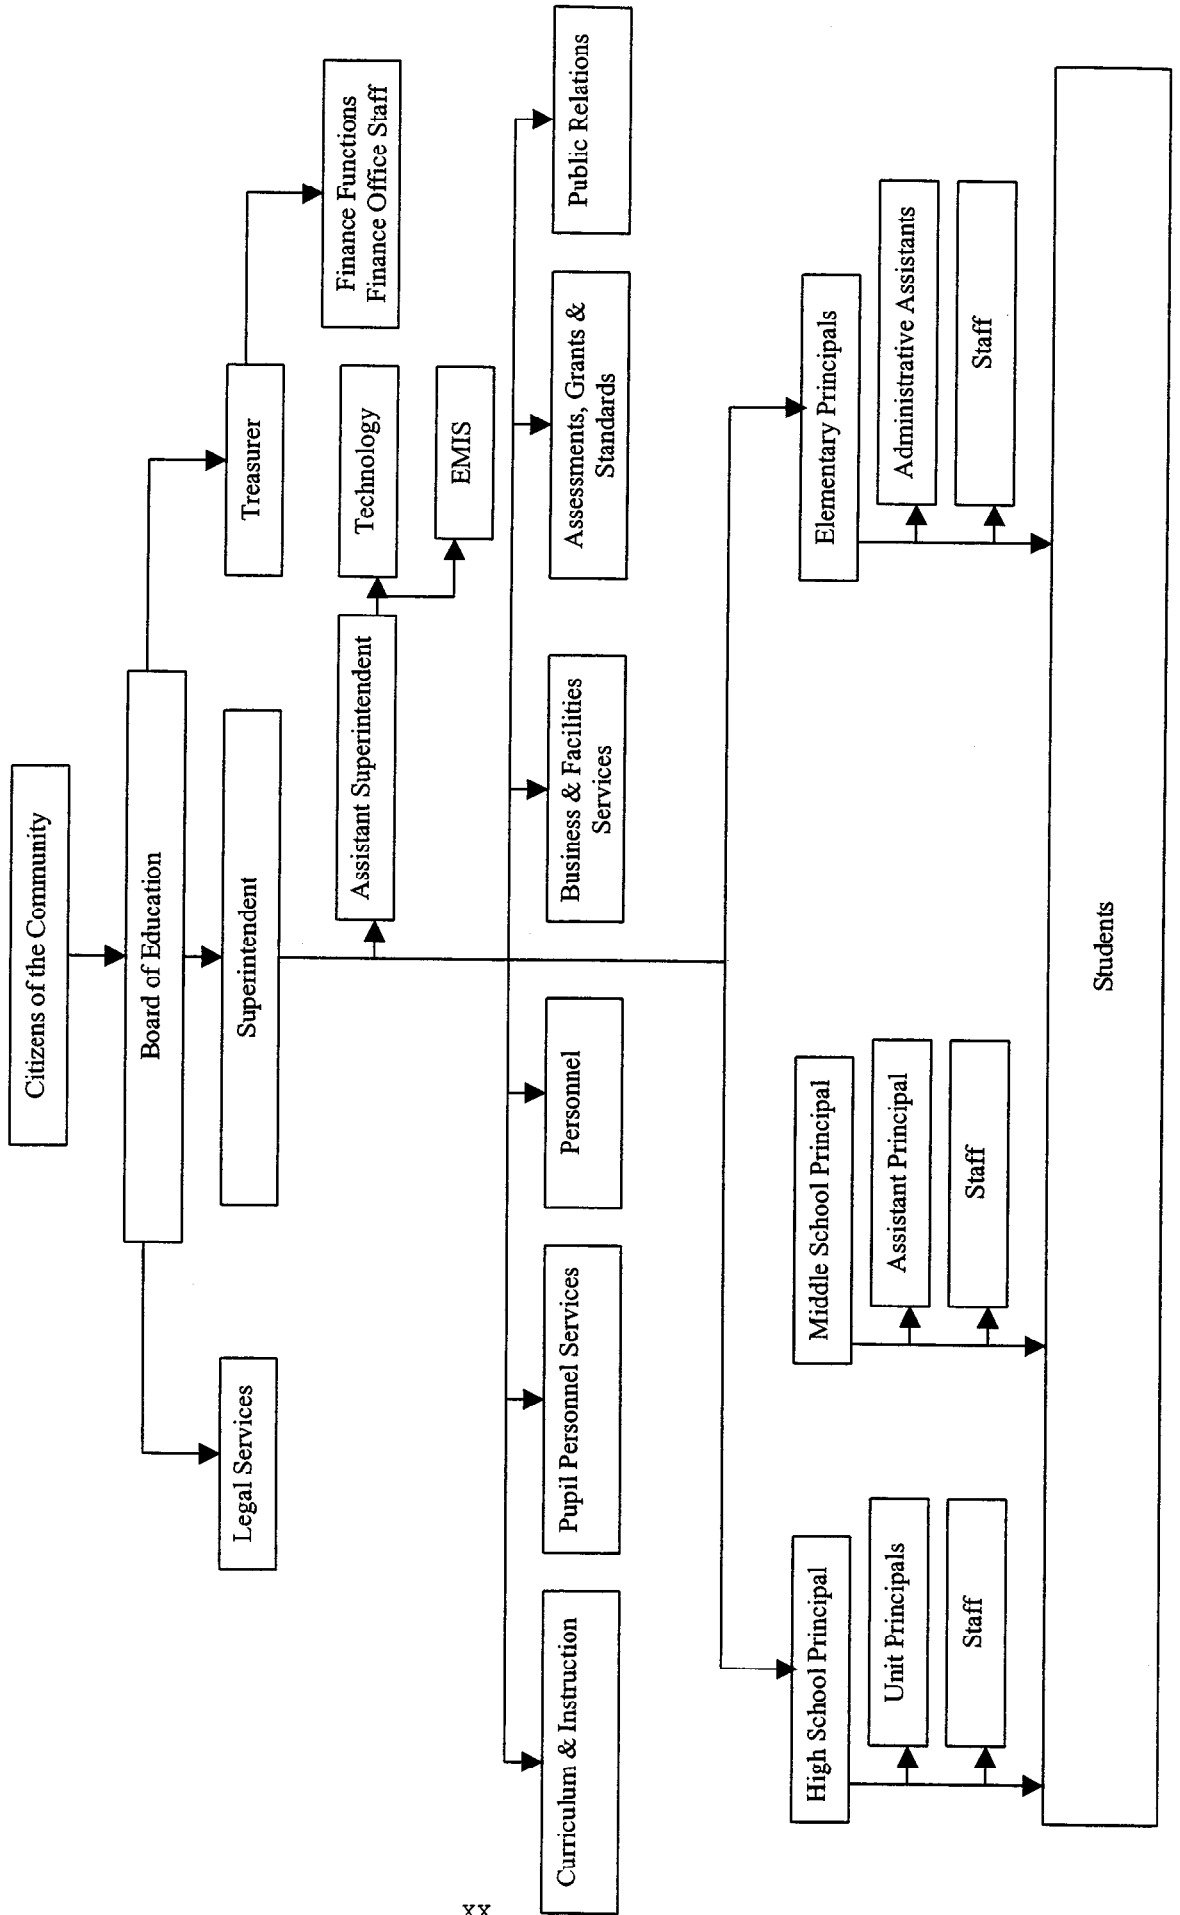 Citizens of the Community
Board of Education
Legal Services
Superintendent
Treasurer
Assistant Superintendent
Technology
Finance Functions
Finance Office Staff
EMIS
Curriculum & Instruction
Pupil Personnel Services
Personnel
Business & Facilities
Services
Assessments, Grants &
Standards
Public Relations
High School Principal
Middle School Principal
Elementary Principals
Unit Principals
Assistant Principal
Administrative Assistants
Staff
Staff
Staff
Students
xx